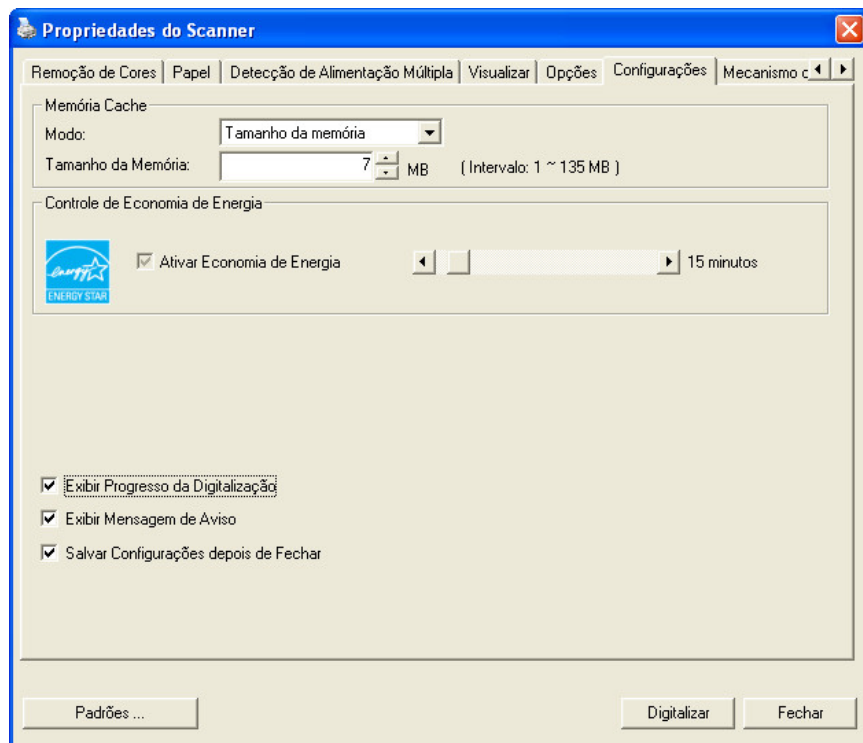 Propriedades do Scanner
Remoção de Cores Papel Detecção de Alimentação Múltipla Visualizar Opções Configurações Mecanismo
Memória Cache
Modo: Tamanho da memória
Tamanho da Memória: 7 MB ( Intervalo: 1 ~ 135 MB )
Controle de Economia de Energia
energy
ENERGY STAR
Ativar Economia de Energia 15 minutos
Exibir Progresso da Digitalização
Exibir Mensagem de Aviso
Salvar Configurações depois de Fechar
Padrões ... Digitalizar Fechar